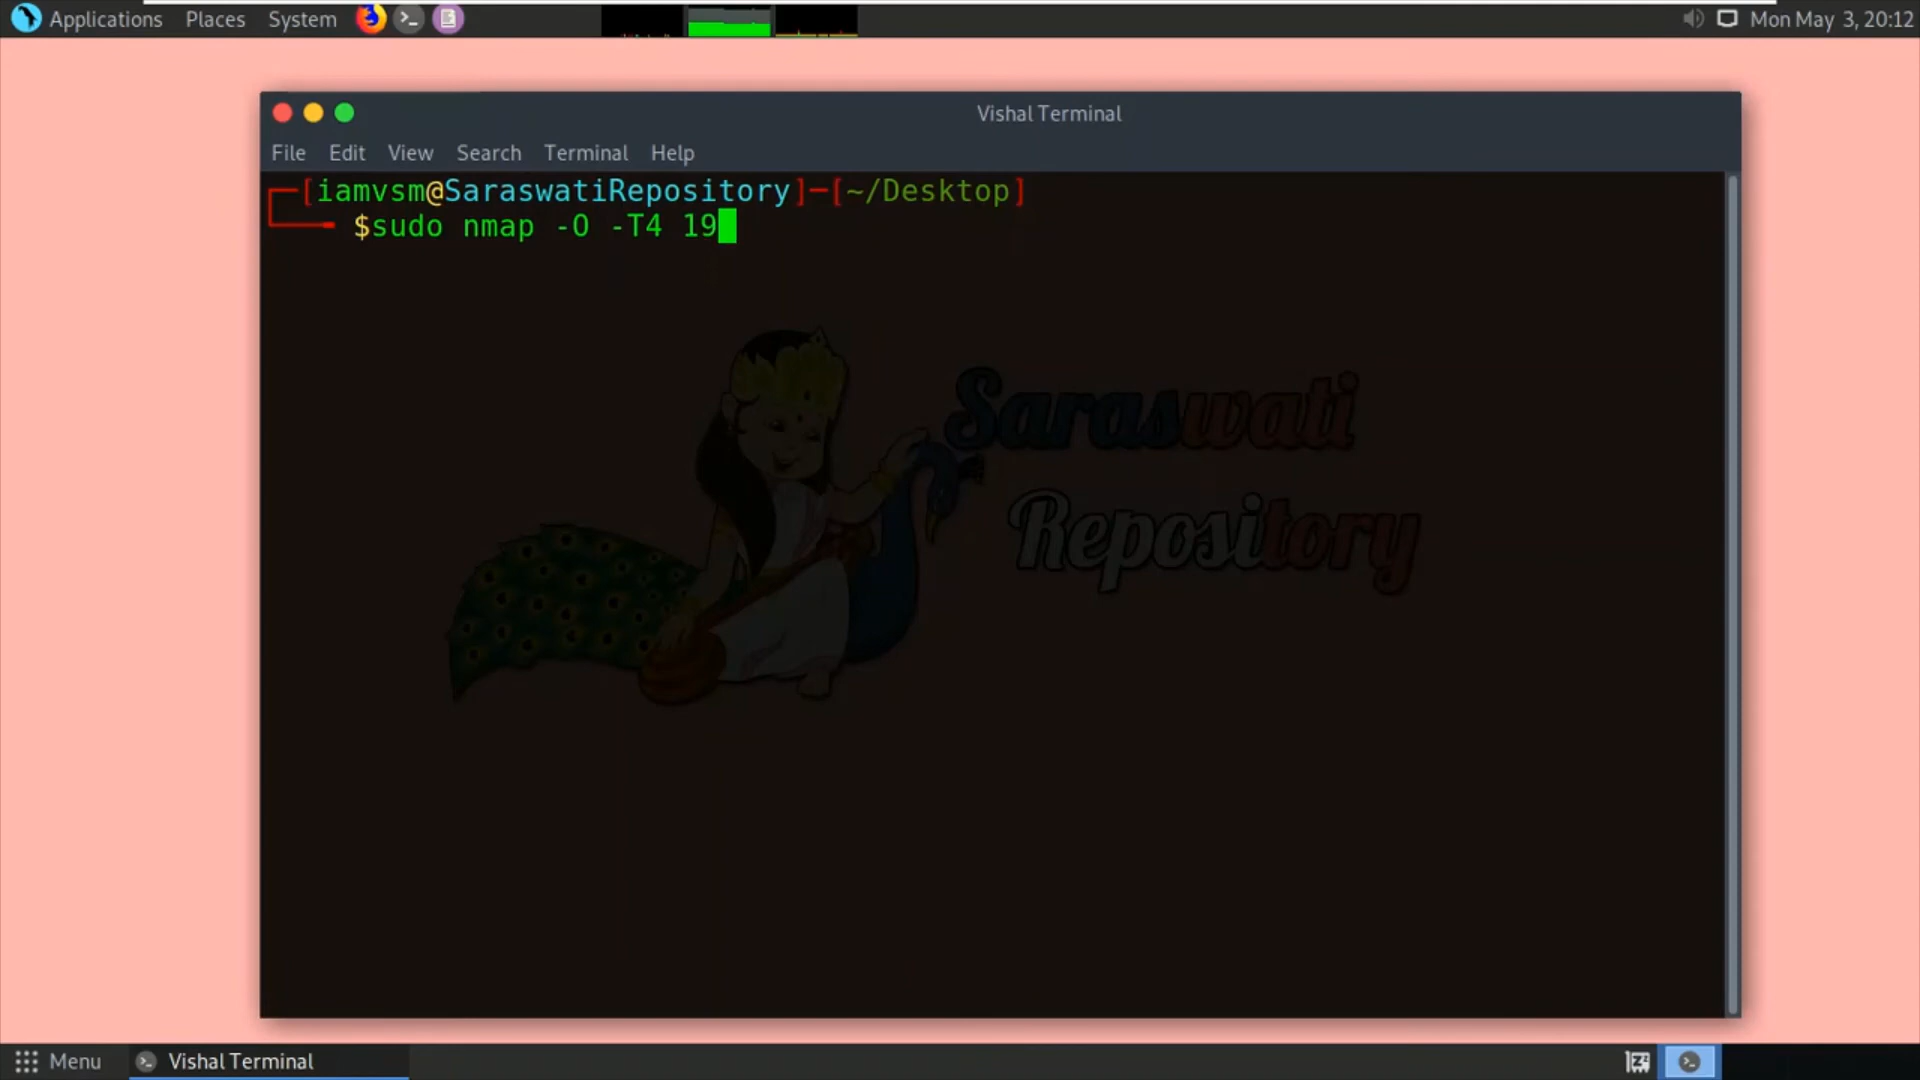 Applications Places System Mon May 3, 20:12
Vishal Terminal
File Edit View Search Terminal Help
[iamvsm@SaraswatiRepository]-[~/Desktop]
$sudo nmap -O -T4 19
Saraswati
Repository
Menu Vishal Terminal